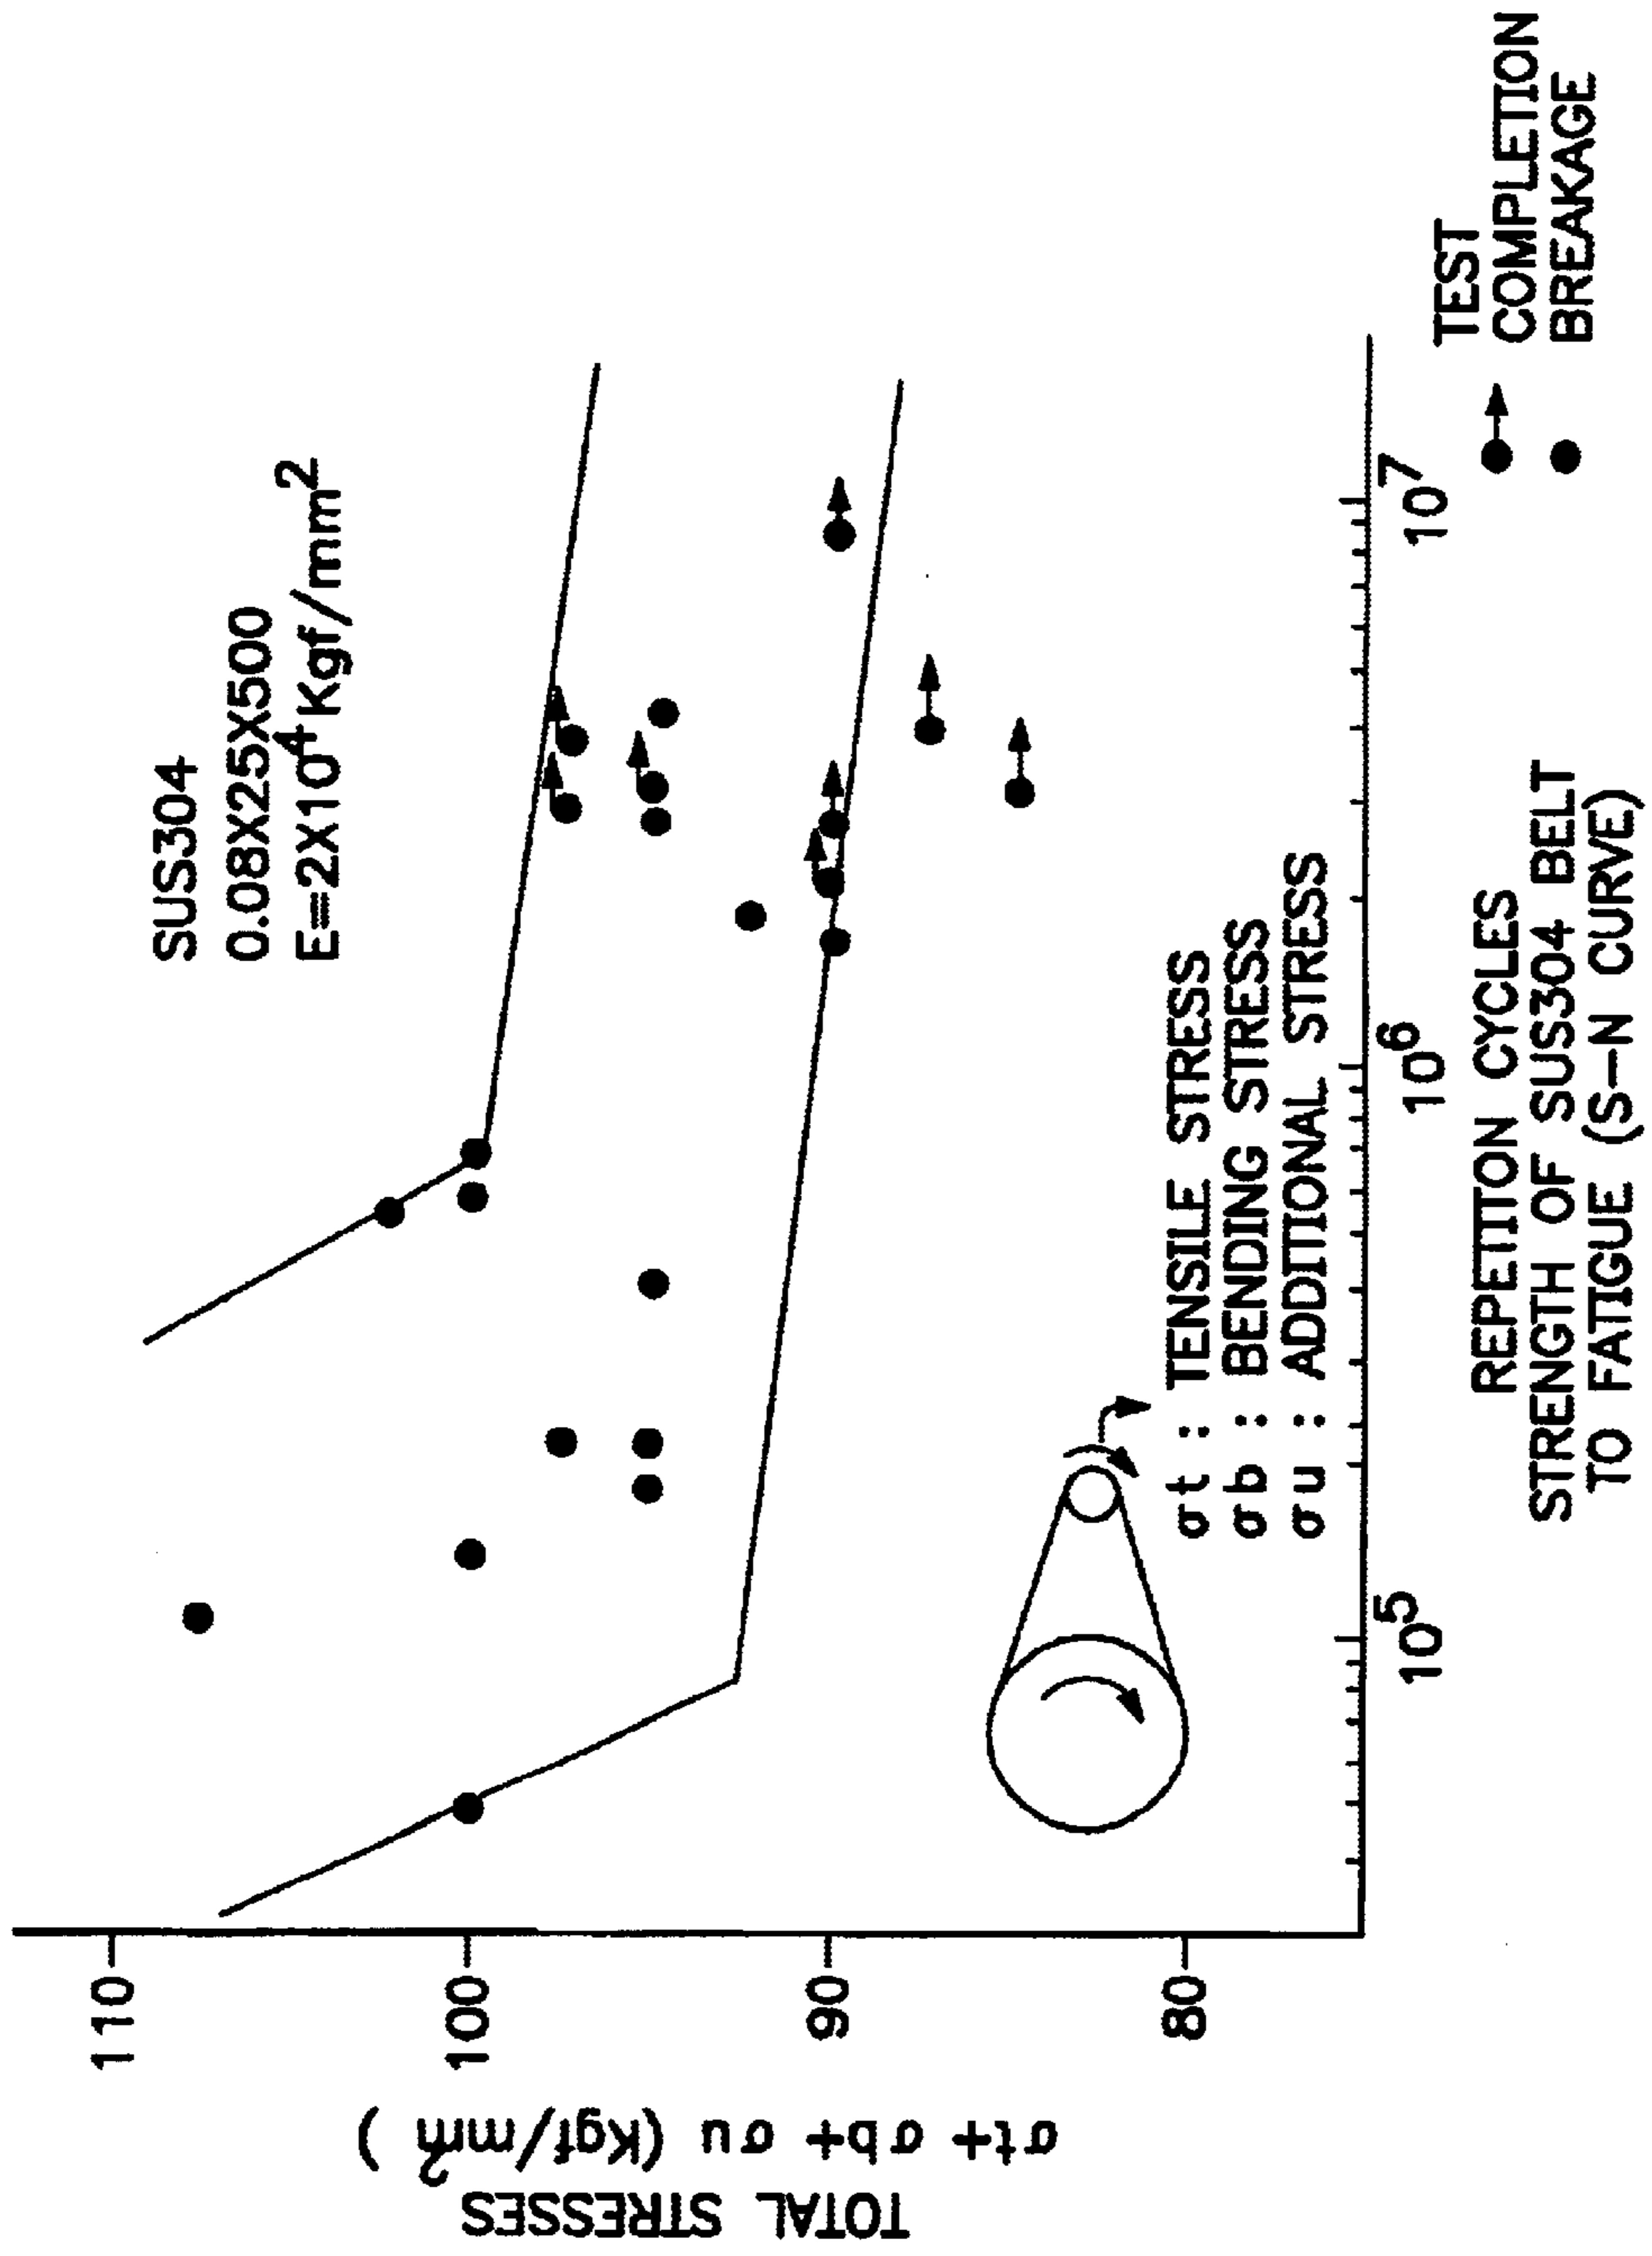 SUS304
0.08X25X500
E=2X10⁴Kgf/mm²
110
100
90
80
TOTAL STRESSES
σt+ σb+ σu (Kgf/mm²)
σt : TENSILE STRESS
σb : BENDING STRESS
σu : ADDITIONAL STRESS
10⁵
10⁶
10⁷
REPETITION CYCLES
STRENGTH OF SUS304 BELT
TO FATIGUE (S-N CURVE)
TEST
COMPLETION
BREAKAGE